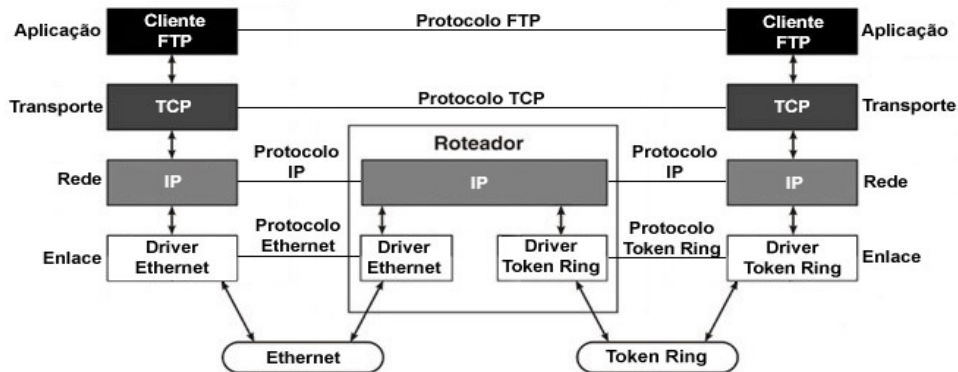 Aplicação
Cliente
FTP
Protocolo FTP
Cliente
FTP
Aplicação
Transporte
TCP
Protocolo TCP
TCP
Transporte
Roteador
Rede
IP
Protocolo
IP
IP
Protocolo
IP
IP
Rede
Enlace
Driver
Ethernet
Protocolo
Ethernet
Driver
Ethernet
Driver
Token Ring
Protocolo
Token Ring
Driver
Token Ring
Enlace
Ethernet
Token Ring